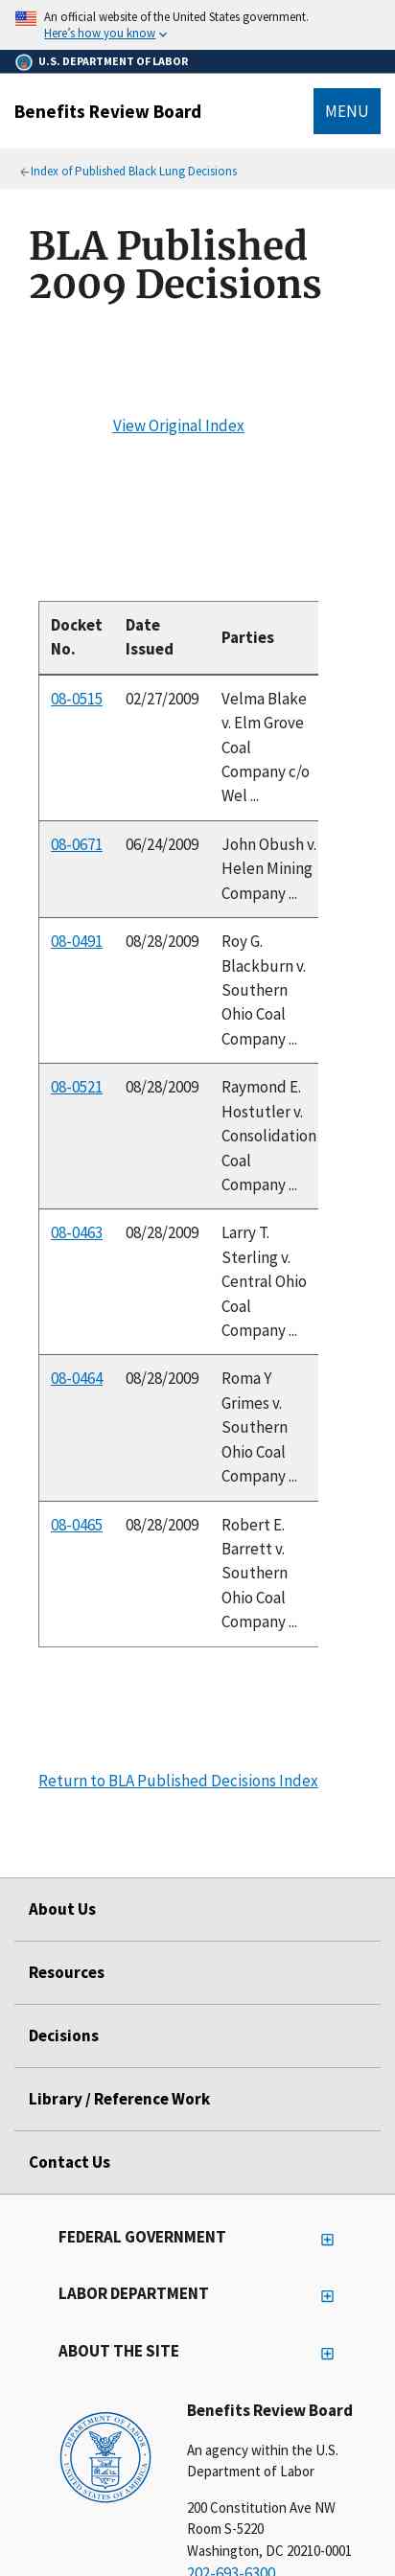 An official website of the United States government.
Here's how you know
U.S. DEPARTMENT OF LABOR
Benefits Review Board
MENU
Index of Published Black Lung Decisions
BLA Published
2009 Decisions
View Original Index
Docket No. Date Issued Parties
08-0515 02/27/2009 Velma Blake
v. Elm Grove
Coal
Company c/o
Wel ...
08-0671 06/24/2009 John Obush v.
Helen Mining
Company ...
08-0491 08/28/2009 Roy G.
Blackburn v.
Southern
Ohio Coal
Company ...
08-0521 08/28/2009 Raymond E.
Hostutler v.
Consolidation
Coal
Company ...
08-0463 08/28/2009 Larry T.
Sterling v.
Central Ohio
Coal
Company ...
08-0464 08/28/2009 Roma Y
Grimes v.
Southern
Ohio Coal
Company ...
08-0465 08/28/2009 Robert E.
Barrett v.
Southern
Ohio Coal
Company ...
Return to BLA Published Decisions Index
About Us
Resources
Decisions
Library / Reference Work
Contact Us
FEDERAL GOVERNMENT
LABOR DEPARTMENT
ABOUT THE SITE
DEPARTMENT OF LABOR
UNITED STATES OF AMERICA
Benefits Review Board
An agency within the U.S.
Department of Labor
200 Constitution Ave NW
Room S-5220
Washington, DC 20210-0001
202-693-6300